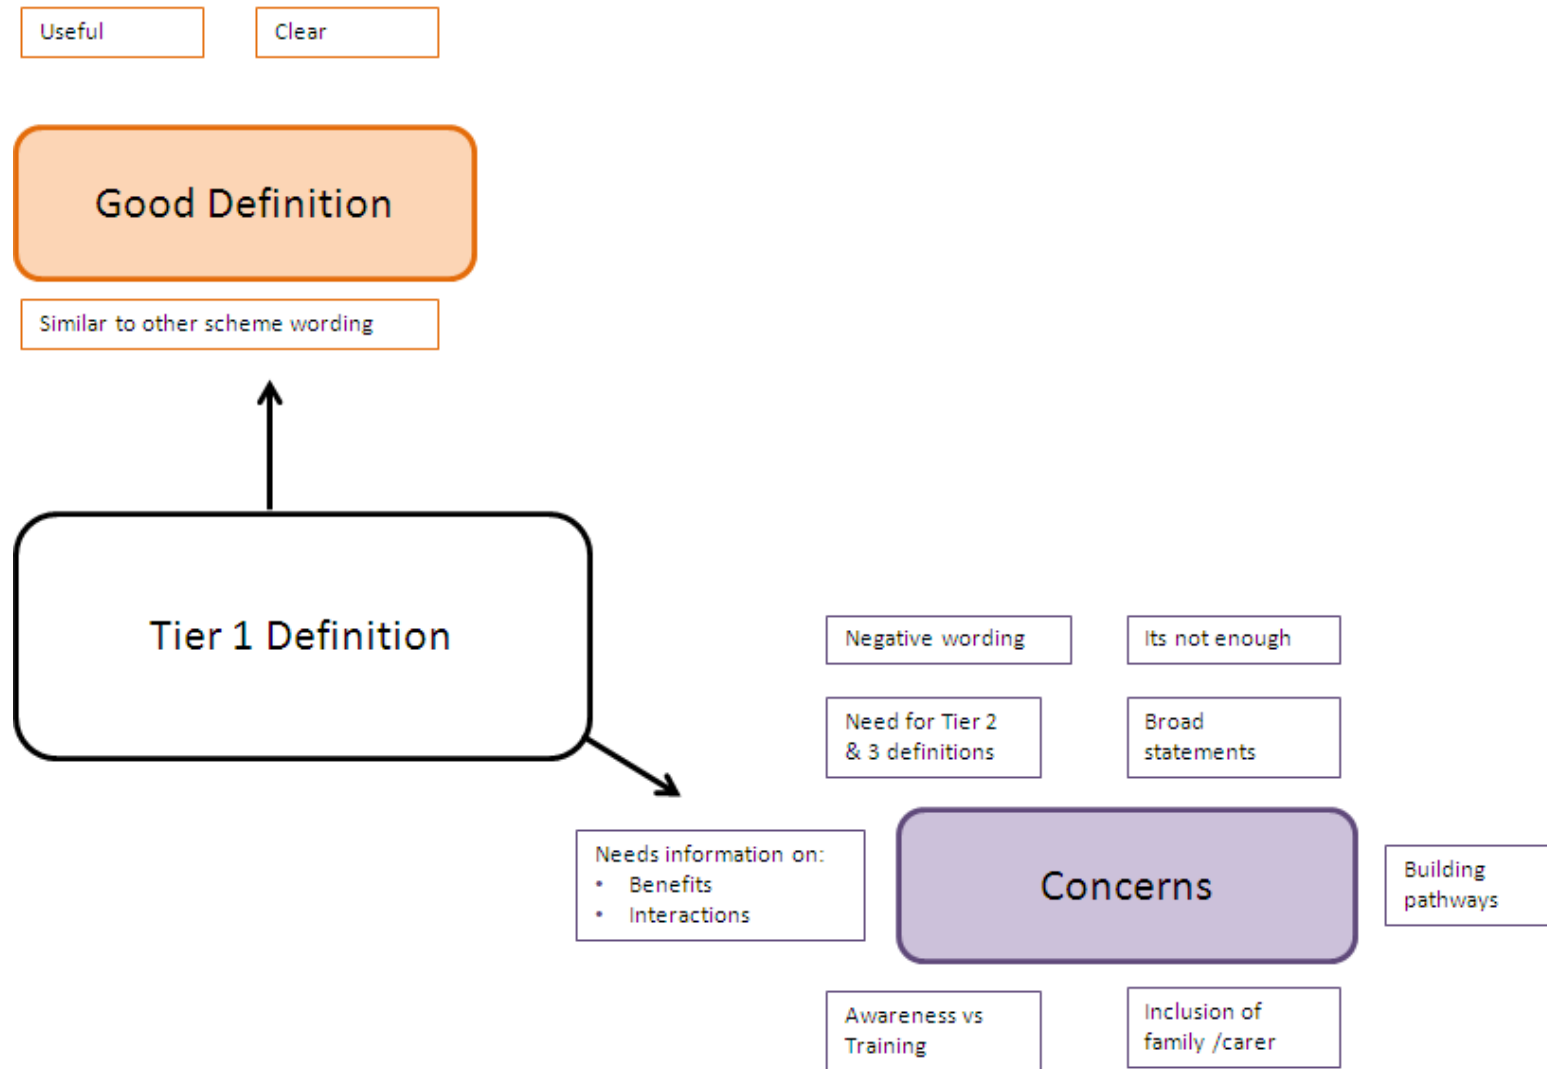 Useful
Clear
Good Definition
Similar to other scheme wording
Tier 1 Definition
Negative wording
Its not enough
Need for Tier 2
& 3 definitions
Broad
statements
Needs information on:
• Benefits
• Interactions
Concerns
Building
pathways
Awareness vs
Training
Inclusion of
family /carer